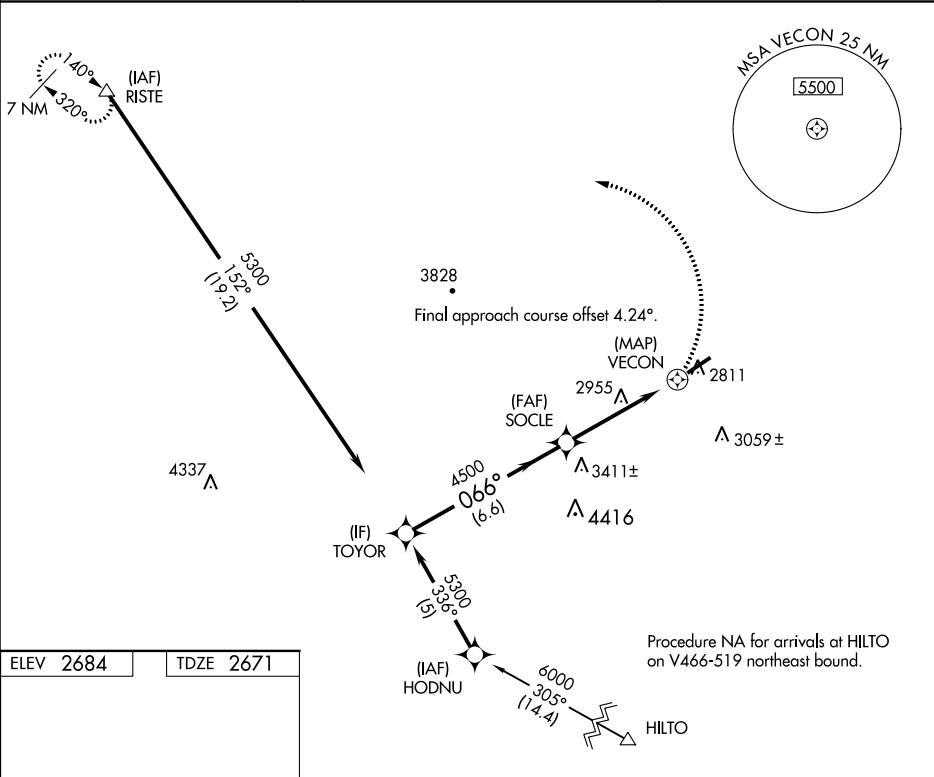 MSA VECON 25 NM
5500
140°
320°
7 NM
(IAF)
RISTE
5300
152°
(19.2)
3828
Final approach course offset 4.24°.
(MAP)
VECON
2811
2955
(FAF)
SOCLE
3059±
3411±
4416
4337
4500
066°
(6.6)
(IF)
TOYOR
5300
336°
(5)
(IAF)
HODNU
6000
305°
(14.4)
HILTO
Procedure NA for arrivals at HILTO
on V466-519 northeast bound.
ELEV 2684
TDZE 2671